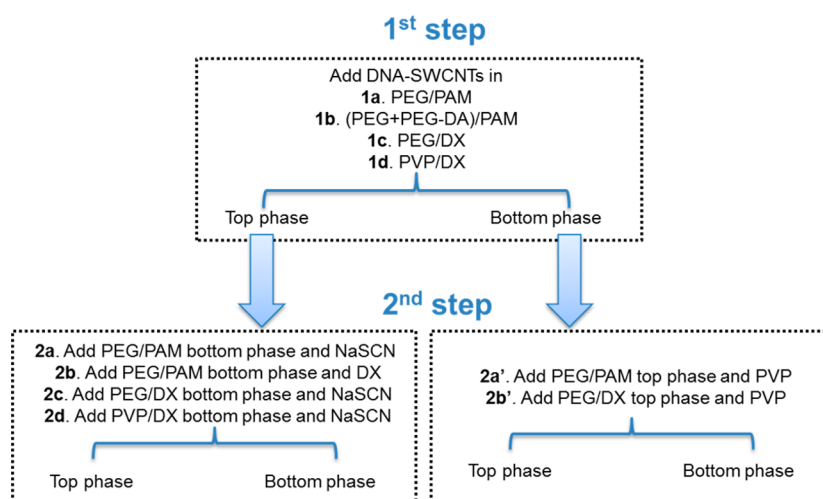 1st step
Add DNA-SWCNTs in
1a. PEG/PAM
1b. (PEG+PEG-DA)/PAM
1c. PEG/DX
1d. PVP/DX
Top phase
Bottom phase
2nd step
2a. Add PEG/PAM bottom phase and NaSCN
2b. Add PEG/PAM bottom phase and DX
2c. Add PEG/DX bottom phase and NaSCN
2d. Add PVP/DX bottom phase and NaSCN
Top phase
Bottom phase
2a’. Add PEG/PAM top phase and PVP
2b’. Add PEG/DX top phase and PVP
Top phase
Bottom phase